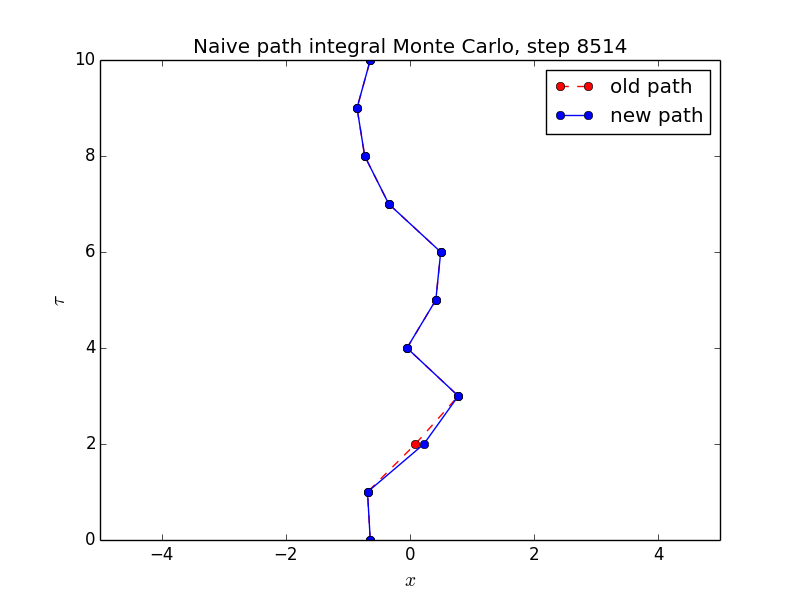 Naive path integral Monte Carlo, step 8514
old path
new path
10
8
6
4
2
0
τ
−4 −2 0 2 4
x